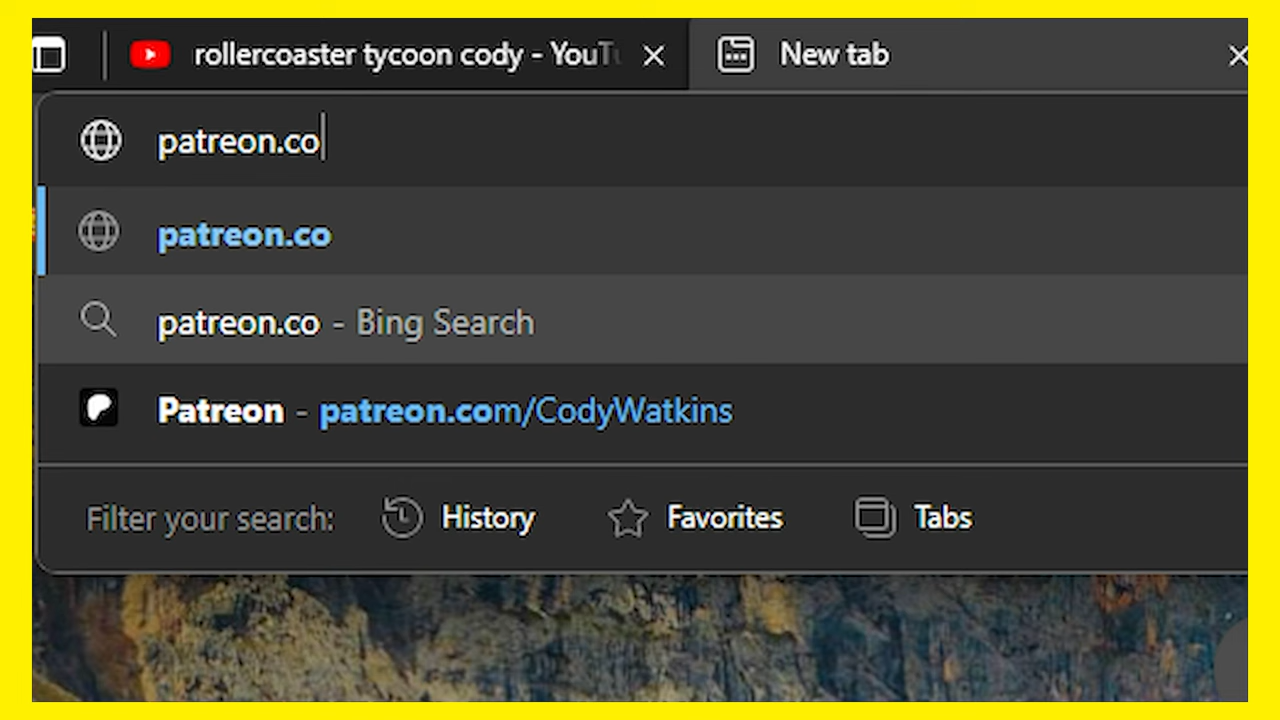 rollercoaster tycoon cody - YouTu
New tab
patreon.co
patreon.co
patreon.co - Bing Search
Patreon - patreon.com/CodyWatkins
Filter your search: History Favorites Tabs